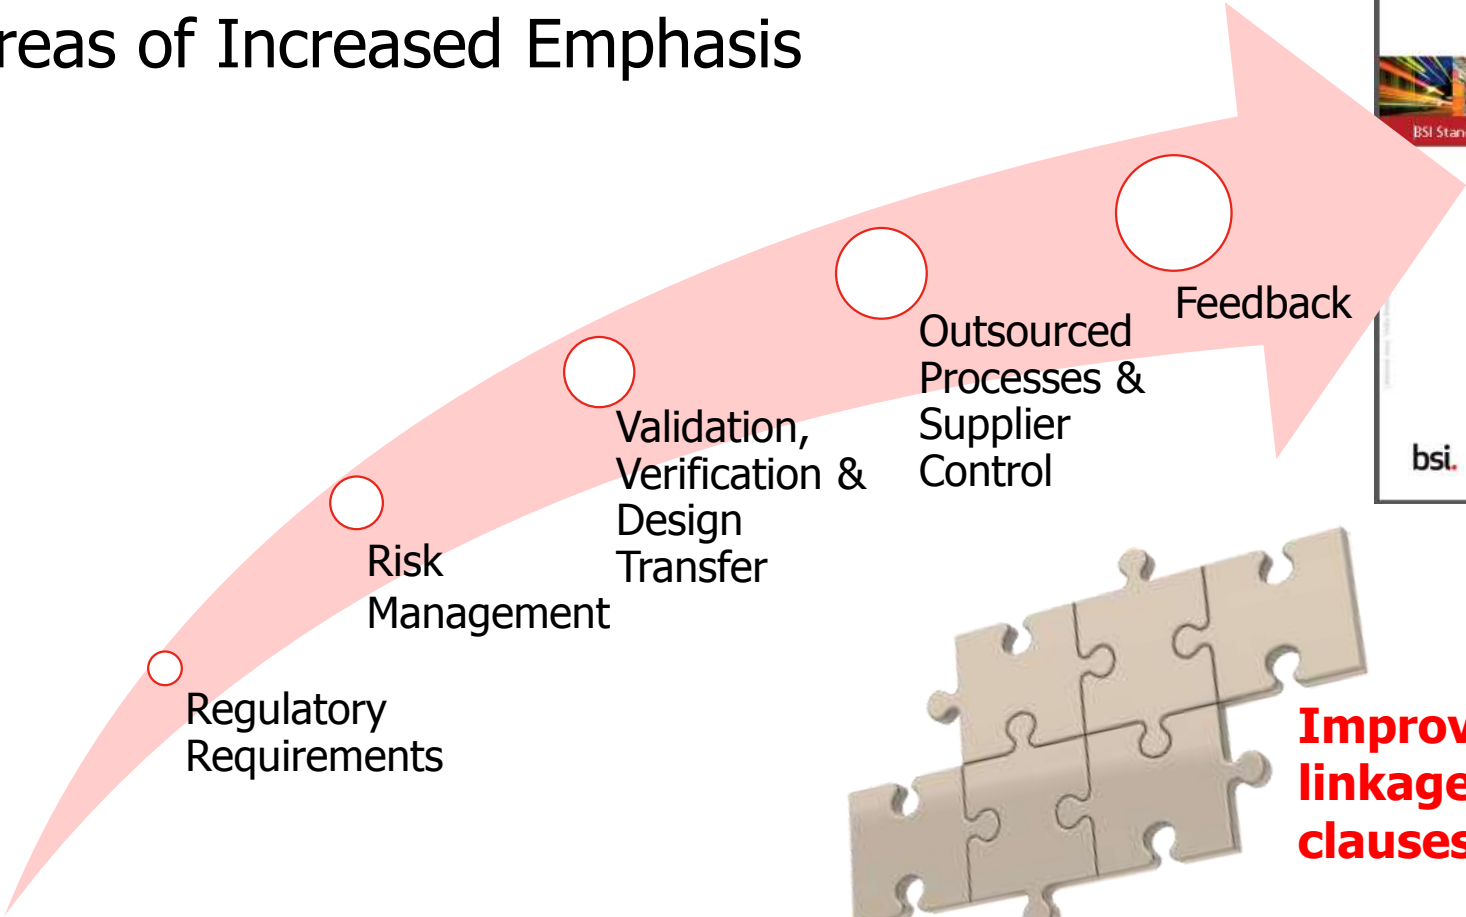 reas of Increased Emphasis
BSI Stan
Feedback
Outsourced
Processes &
Supplier
Control
Validation,
Verification &
Design
Transfer
Risk
Management
Regulatory
Requirements
bsi.
Improv
linkage
clauses